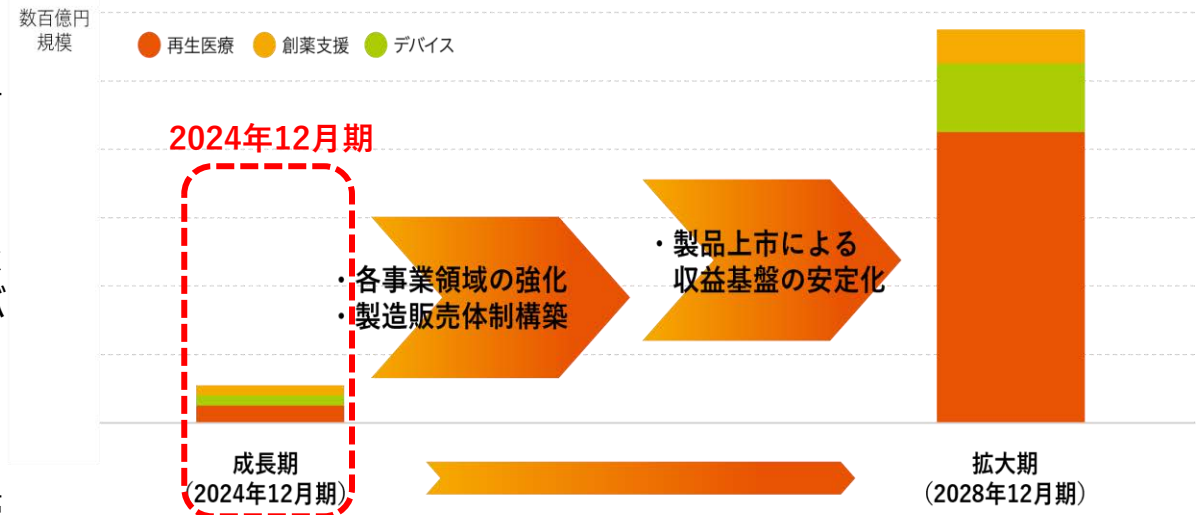 数百億円
規模
再生医療 創薬支援 デバイス
2024年12月期
・各事業領域の強化
・製造販売体制構築
・製品上市による
収益基盤の安定化
成長期
(2024年12月期)
拡大期
(2028年12月期)